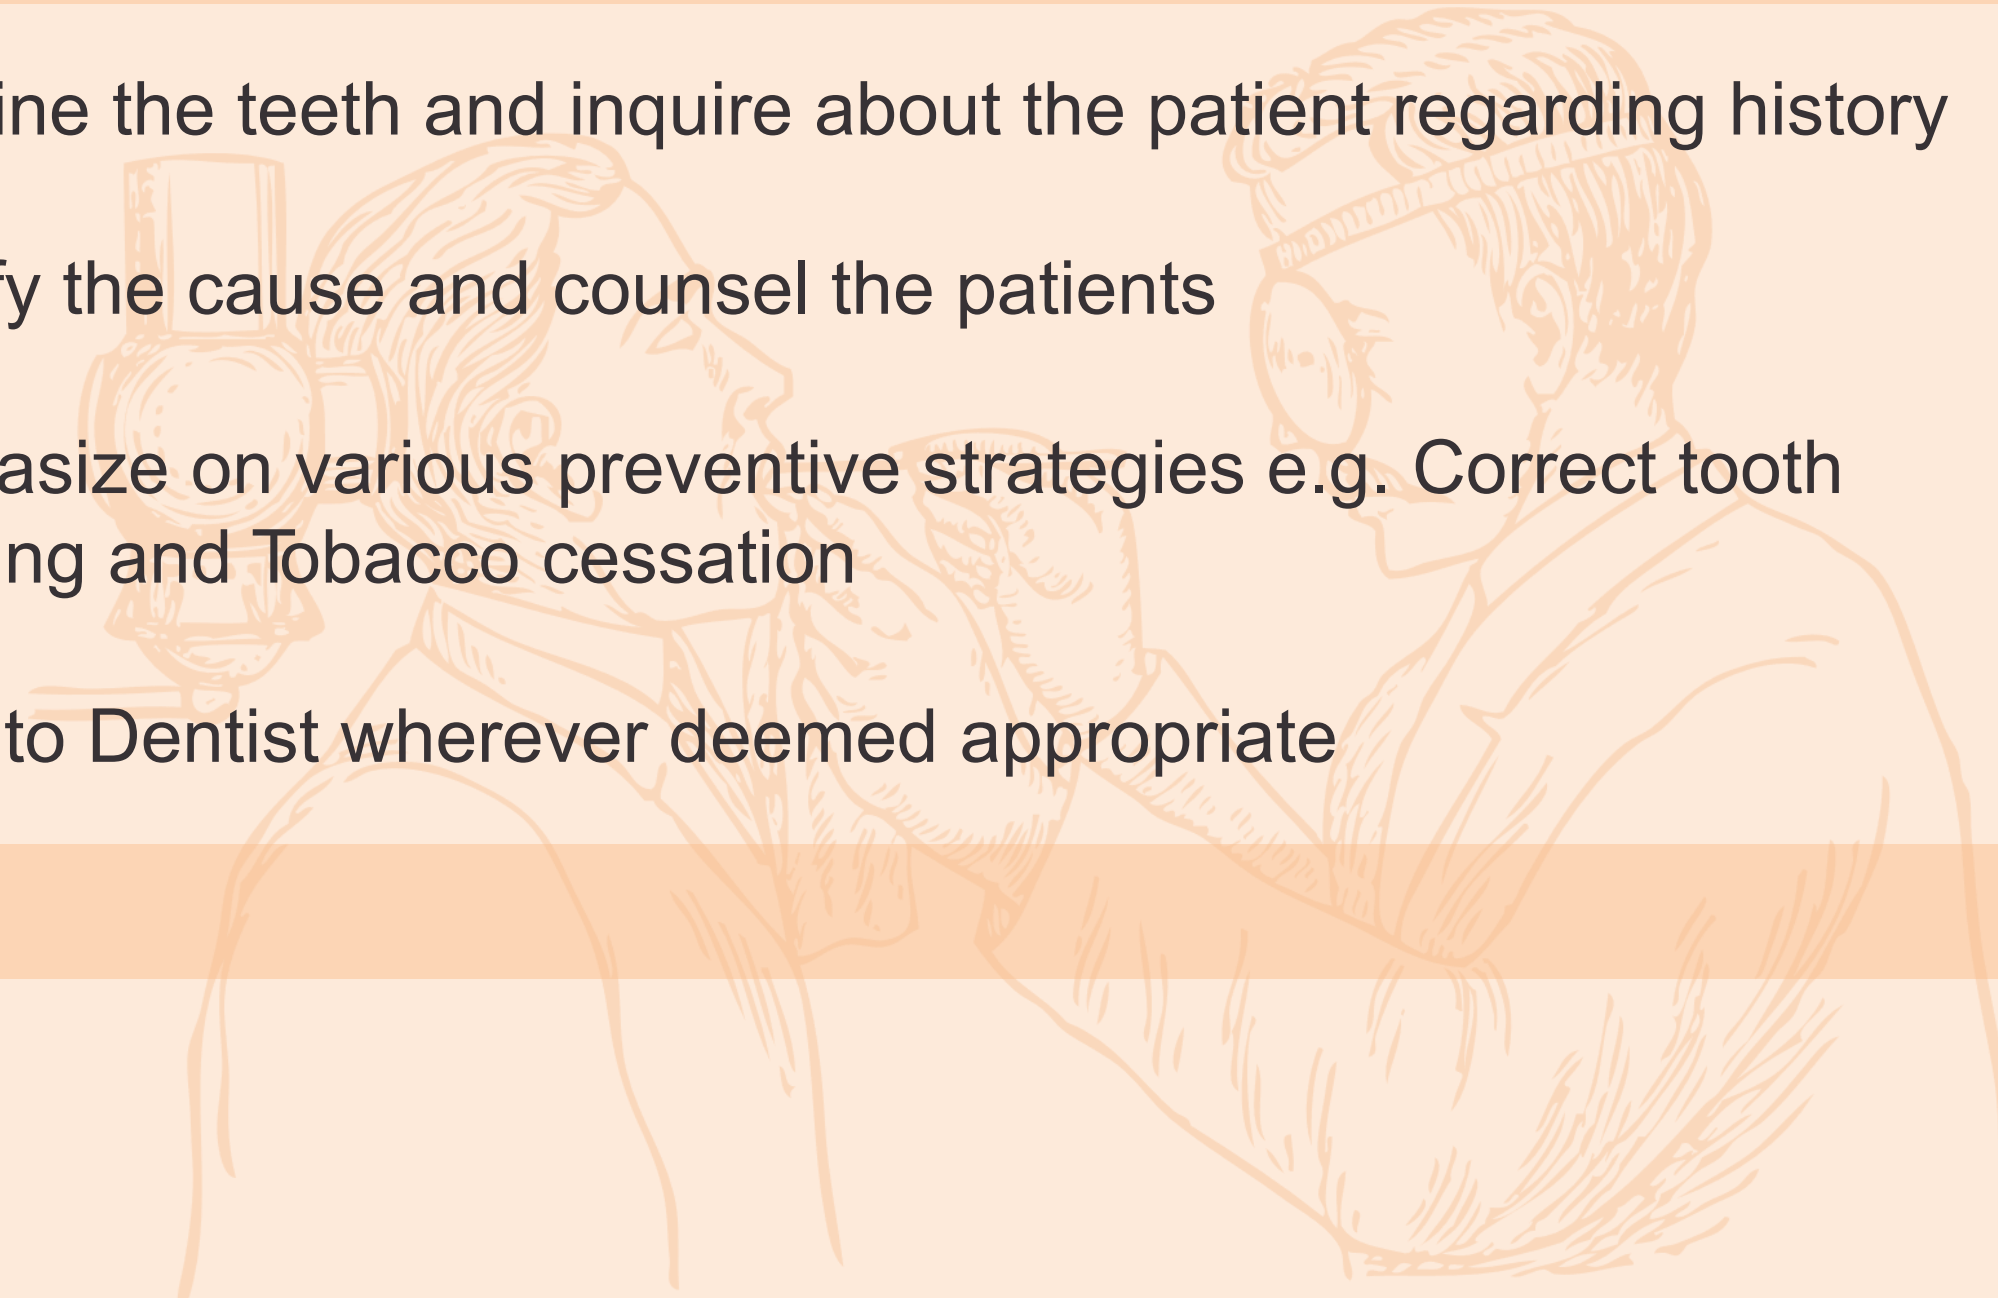 ine the teeth and inquire about the patient regarding history
fy the cause and counsel the patients
asize on various preventive strategies e.g. Correct tooth
ng and Tobacco cessation
to Dentist wherever deemed appropriate